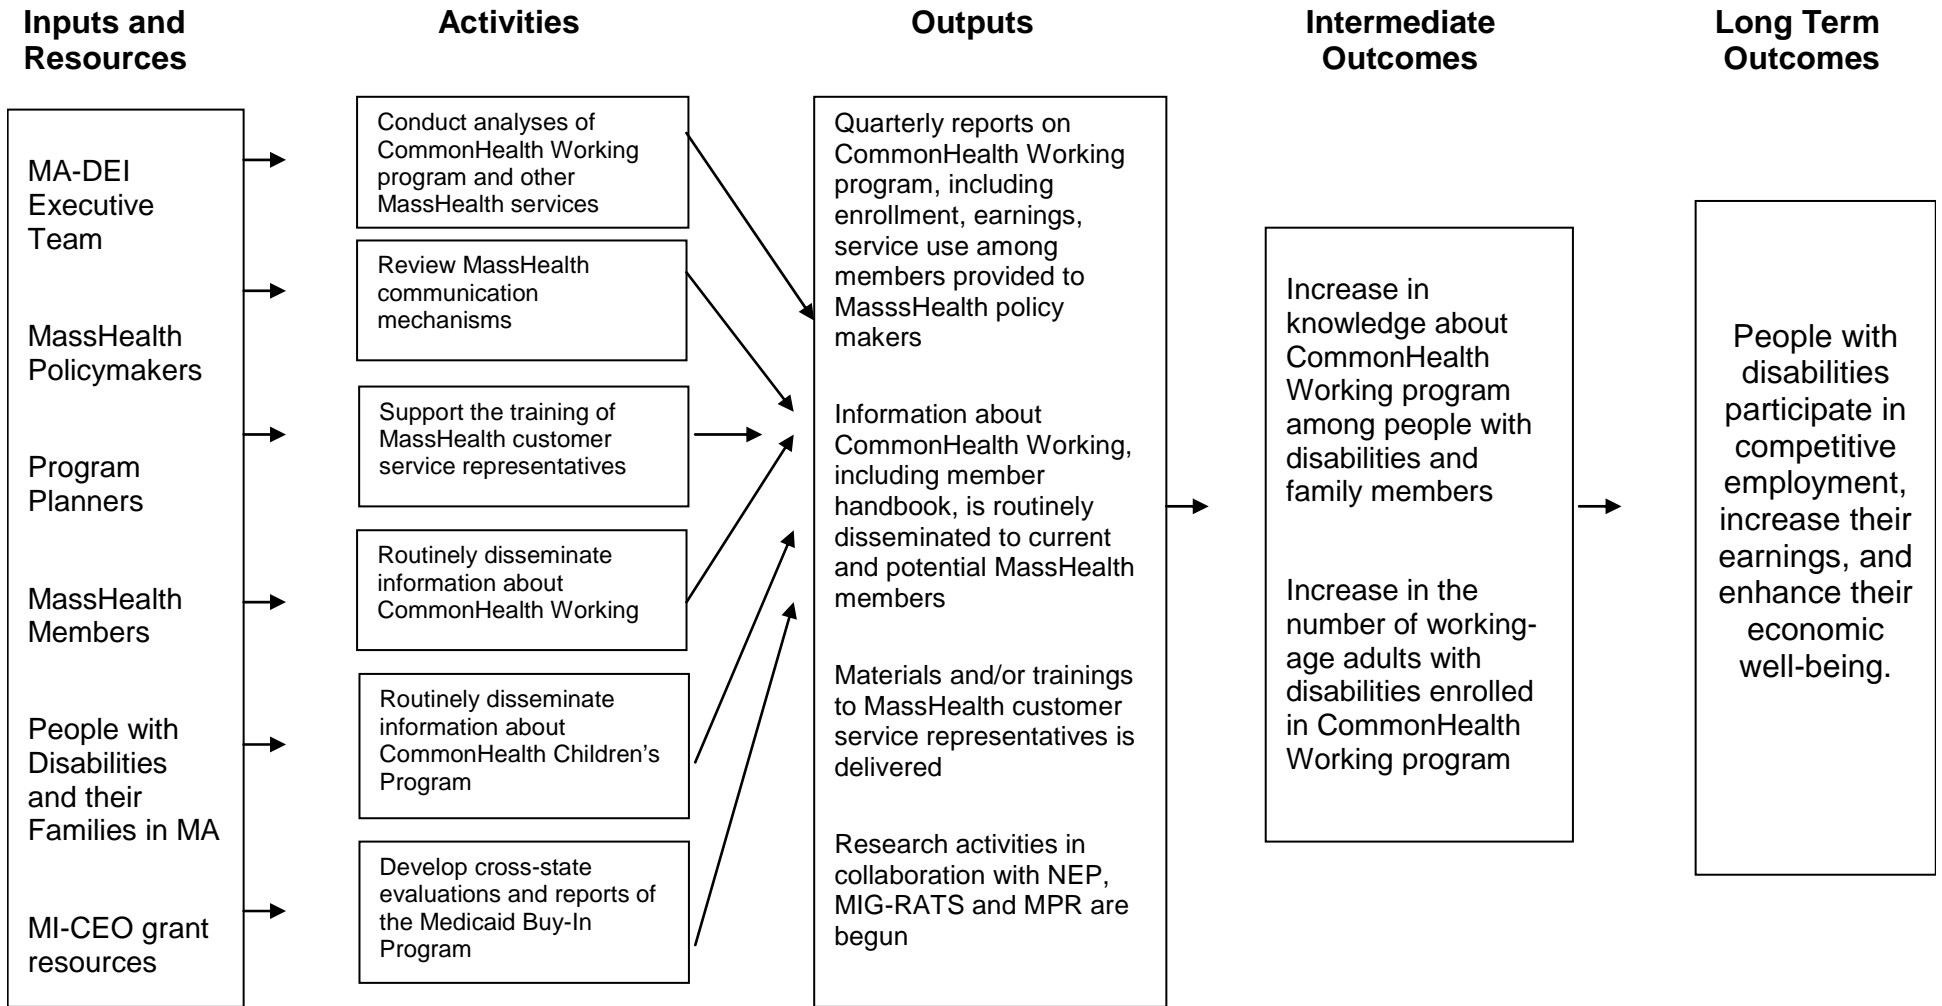 Inputs and
Resources
Activities
Outputs
Intermediate
Outcomes
Long Term
Outcomes
MA-DEI
Executive
Team
MassHealth
Policymakers
Program
Planners
MassHealth
Members
People with
Disabilities
and their
Families in MA
MI-CEO grant
resources
Conduct analyses of
CommonHealth Working
program and other
MassHealth services
Review MassHealth
communication
mechanisms
Support the training of
MassHealth customer
service representatives
Routinely disseminate
information about
CommonHealth Working
Routinely disseminate
information about
CommonHealth Children’s
Program
Develop cross-state
evaluations and reports of
the Medicaid Buy-In
Program
Quarterly reports on
CommonHealth Working
program, including
enrollment, earnings,
service use among
members provided to
MasssHealth policy
makers
Information about
CommonHealth Working,
including member
handbook, is routinely
disseminated to current
and potential MassHealth
members
Materials and/or trainings
to MassHealth customer
service representatives is
delivered
Research activities in
collaboration with NEP,
MIG-RATS and MPR are
begun
Increase in
knowledge about
CommonHealth
Working program
among people with
disabilities and
family members
Increase in the
number of working-
age adults with
disabilities enrolled
in CommonHealth
Working program
People with
disabilities
participate in
competitive
employment,
increase their
earnings, and
enhance their
economic
well-being.